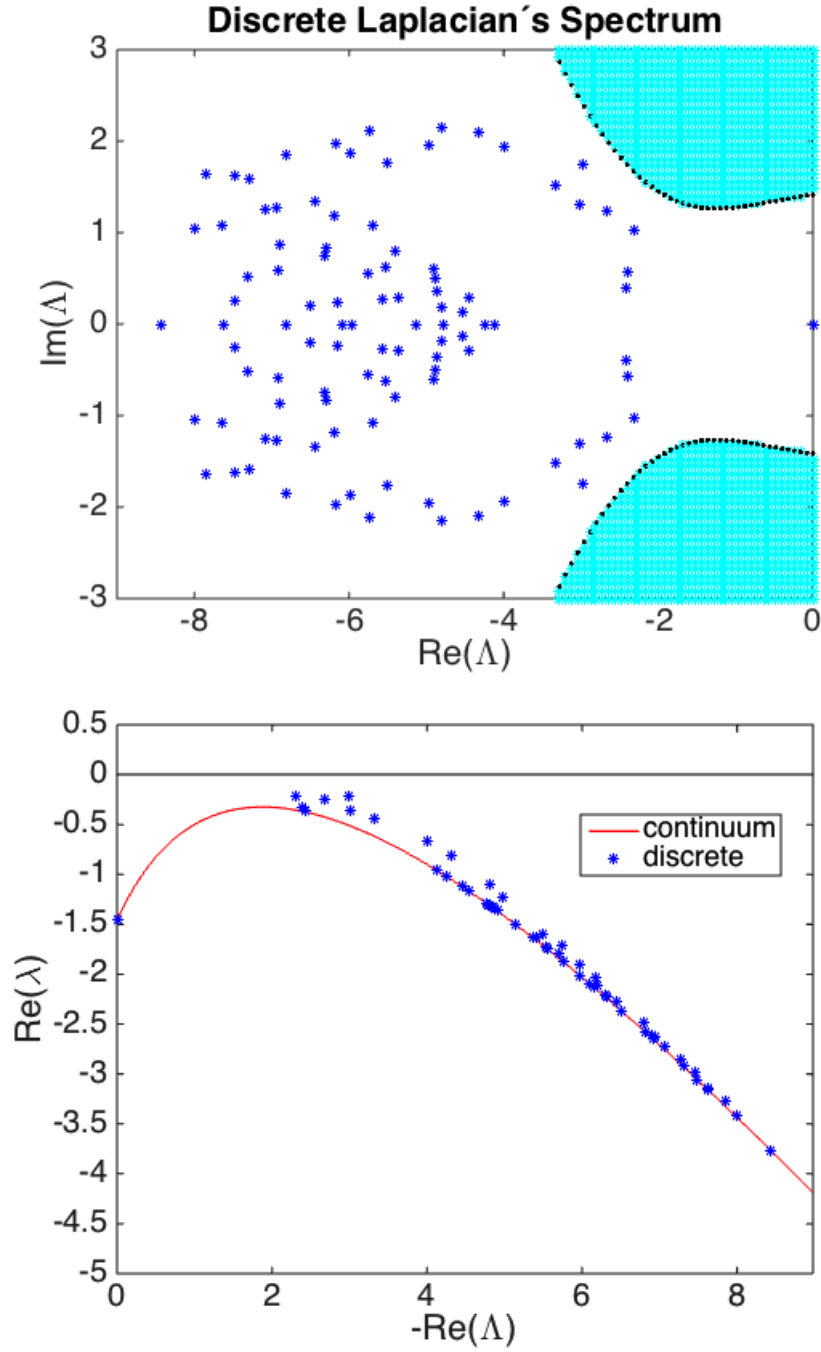 Discrete Laplacian´s Spectrum
3
2
1
0
-1
-2
-3
Im(Λ)
-8 -6 -4 -2 0
Re(Λ)
0.5
0
-0.5
-1
-1.5
-2
-2.5
-3
-3.5
-4
-4.5
-5
Re(λ)
continuum
discrete
0 2 4 6 8
-Re(Λ)